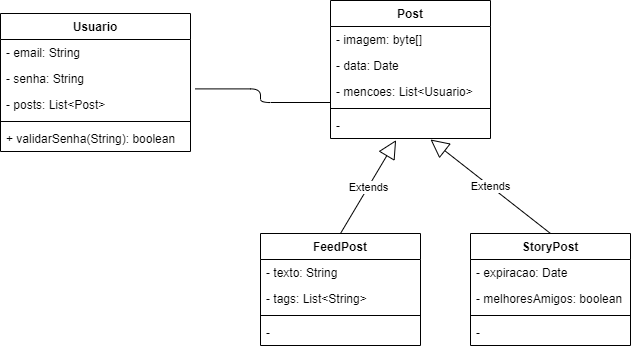 Usuario
- email: String
- senha: String
- posts: List<Post>
+ validarSenha(String): boolean
Post
- imagem: byte[]
- data: Date
- mencoes: List<Usuario>
-
Extends
Extends
FeedPost
- texto: String
- tags: List<String>
-
StoryPost
- expiracao: Date
- melhoresAmigos: boolean
-